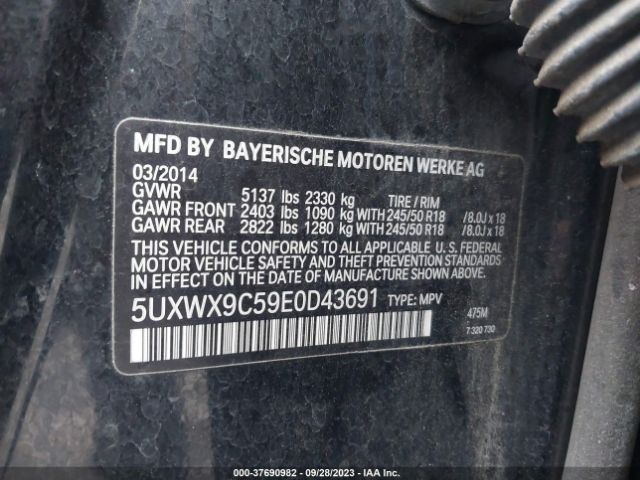 MFD BY BAYERISCHE MOTOREN WERKE AG
03/2014
GVWR 5137 lbs 2330 kg TIRE / RIM
GAWR FRONT 2403 lbs 1090 kg WITH 245/50 R18 /8.0J x 18
GAWR REAR 2822 lbs 1280 kg WITH 245/50 R18 /8.0J x 18
THIS VEHICLE CONFORMS TO ALL APPLICABLE U. S. FEDERAL
MOTOR VEHICLE SAFETY AND THEFT PREVENTION STANDARDS
IN EFFECT ON THE DATE OF MANUFACTURE SHOWN ABOVE.
5UXWX9C59E0D43691 TYPE: MPV 475M
7 320 730
000-37690982 / 09/28/2023 / IAA Inc.